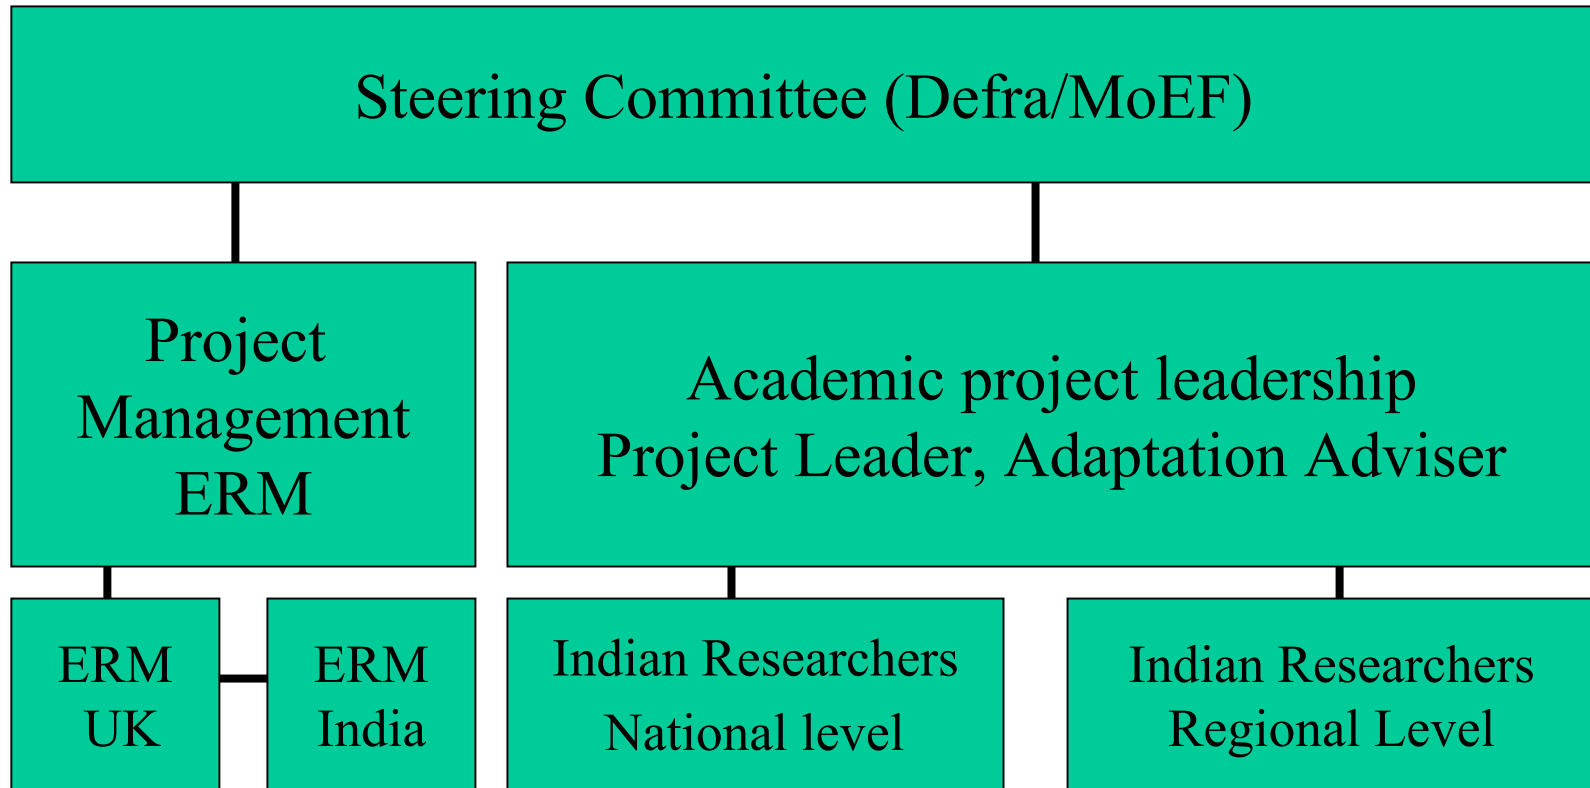 Steering Committee (Defra/MoEF)
Project
Management
ERM
Academic project leadership
Project Leader, Adaptation Adviser
ERM
UK
ERM
India
Indian Researchers
National level
Indian Researchers
Regional Level